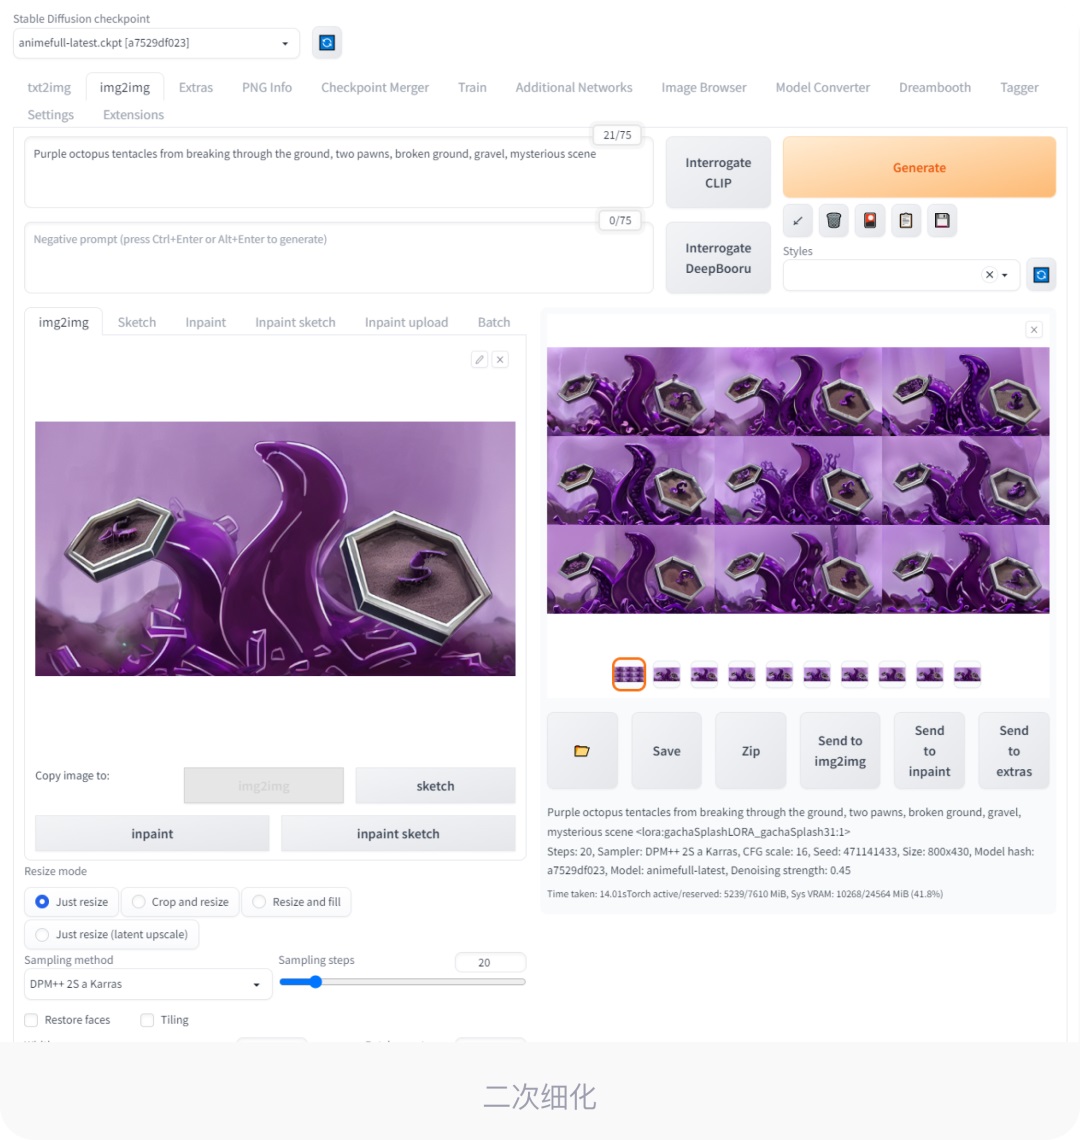 Stable Diffusion checkpoint
animefull-latest.ckpt [a7529df023]
txt2img img2img Extras PNG Info Checkpoint Merger Train Additional Networks Image Browser Model Converter Dreambooth Tagger
Settings Extensions
21/75
Purple octopus tentacles from breaking through the ground, two pawns, broken ground, gravel, mysterious scene
Interrogate
CLIP
Generate
0/75
Negative prompt (press Ctrl+Enter or Alt+Enter to generate)
Interrogate
DeepBooru
Styles
img2img Sketch Inpaint Inpaint sketch Inpaint upload Batch
Copy image to:
img2img
sketch
inpaint
inpaint sketch
Save
Zip
Send to
img2img
Send
to
inpaint
Send
to
extras
Purple octopus tentacles from breaking through the ground, two pawns, broken ground, gravel,
mysterious scene <lora:gachaSplashLORA_gachaSplash31:1>
Steps: 20, Sampler: DPM++ 2S a Karras, CFG scale: 16, Seed: 471141433, Size: 800x430, Model hash:
a7529df023, Model: animefull-latest, Denoising strength: 0.45
Time taken: 14.01sTorch active/reserved: 5239/7610 MiB, Sys VRAM: 10268/24564 MiB (41.8%)
Resize mode
Just resize Crop and resize Resize and fill
Just resize (latent upscale)
Sampling method
DPM++ 2S a Karras
Sampling steps
20
Restore faces Tiling
二次细化